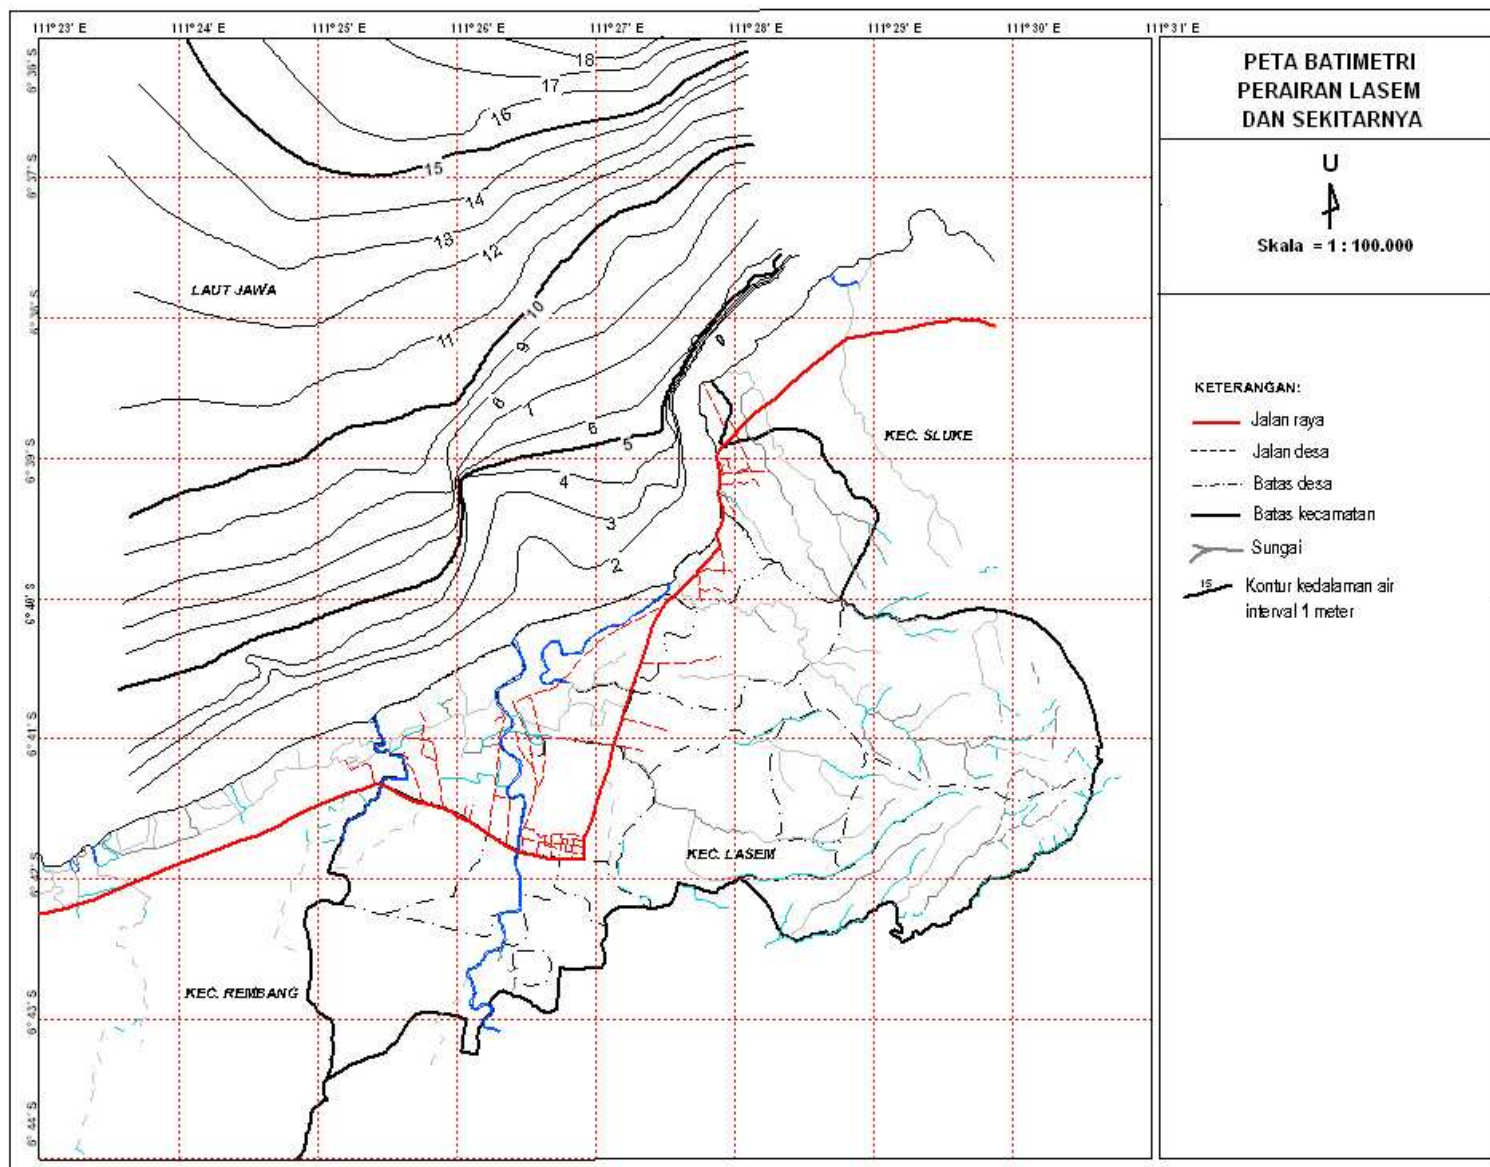 111° 23' E 111° 24' E 111° 25' E 111° 26' E 111° 27' E 111° 28' E 111° 29' E 111° 30' E 111° 31' E
6° 36' S
6° 37' S
6° 38' S
6° 39' S
6° 40' S
6° 41' S
6° 42' S
6° 43' S
6° 44' S
18
17
16
15
14
13
12
11
10
9
8
7
6
5
4
3
2
LAUT JAWA
KEC. SLUKE
KEC. LASEM
KEC. REMBANG
PETA BATIMETRI
PERAIRAN LASEM
DAN SEKITARNYA
U
Skala = 1 : 100.000
KETERANGAN:
Jalan raya
Jalan desa
Batas desa
Batas kecamatan
Sungai
15 Kontur kedalaman air
interval 1 meter